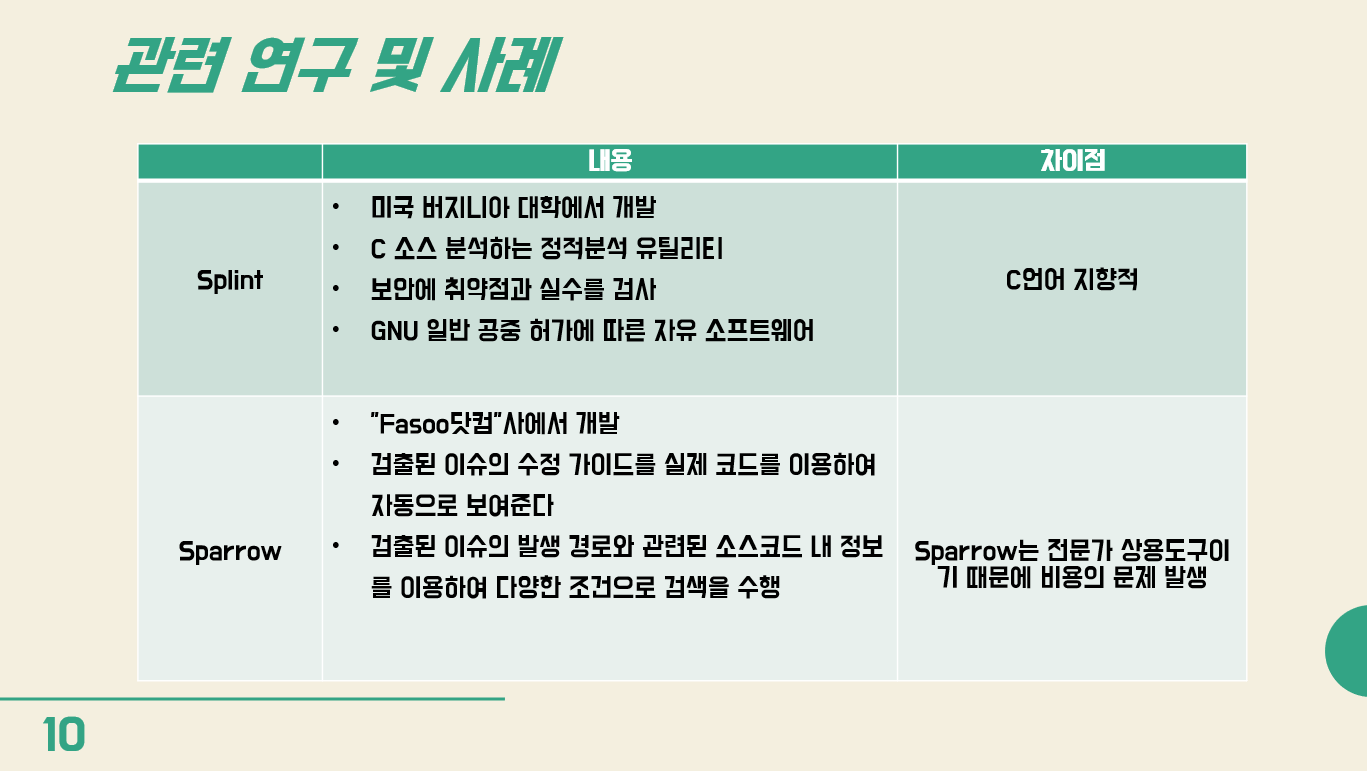 관련 연구 및 사례
내용
차이점
Splint
• 미국 버지니아 대학에서 개발
• C 소스 분석하는 정적분석 유틸리티
• 보안에 취약점과 실수를 검사
• GNU 일반 공중 허가에 따른 자유 소프트웨어
C언어 지향적
Sparrow
• "Fasoo닷컴"사에서 개발
• 검출된 이슈의 수정 가이드를 실제 코드를 이용하여
자동으로 보여준다
• 검출된 이슈의 발생 경로와 관련된 소스코드 내 정보
를 이용하여 다양한 조건으로 검색을 수행
Sparrow는 전문가 상용도구이
기 때문에 비용의 문제 발생
10